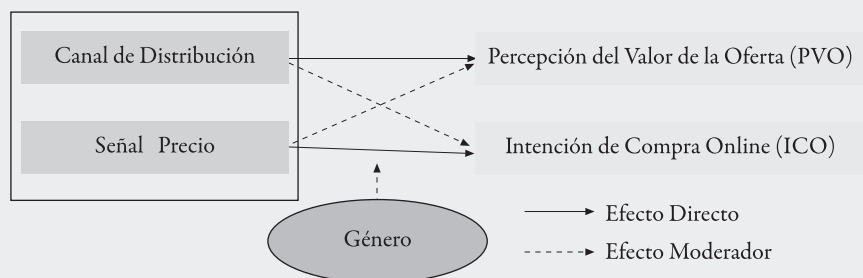 Canal de Distribución
Percepción del Valor de la Oferta (PVO)
Señal Precio
Intención de Compra Online (ICO)
Género
Efecto Directo
Efecto Moderador